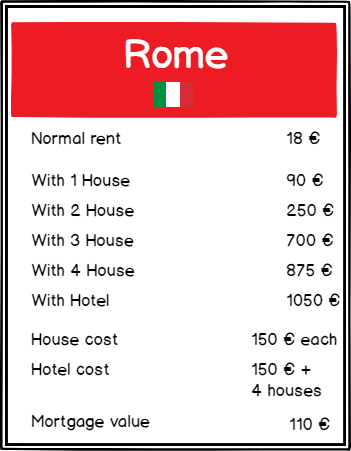 Rome
Normal rent 18 €
With 1 House 90 €
With 2 House 250 €
With 3 House 700 €
With 4 House 875 €
With Hotel 1050 €
House cost 150 € each
Hotel cost 150 € +
4 houses
Mortgage value 110 €